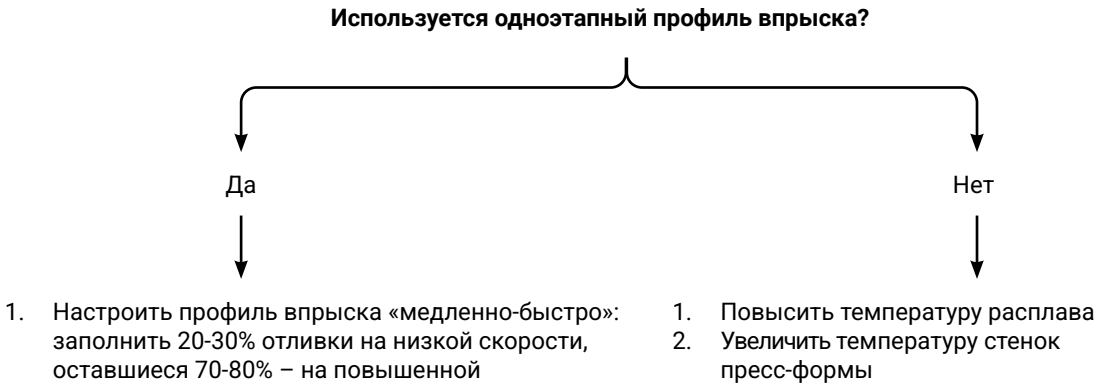 Используется одноэтапный профиль впрыска?
Да
Нет
1. Настроить профиль впрыска «медленно-быстро»:
заполнить 20-30% отливки на низкой скорости,
оставшиеся 70-80% – на повышенной
1. Повысить температуру расплава
2. Увеличить температуру стенок
пресс-формы